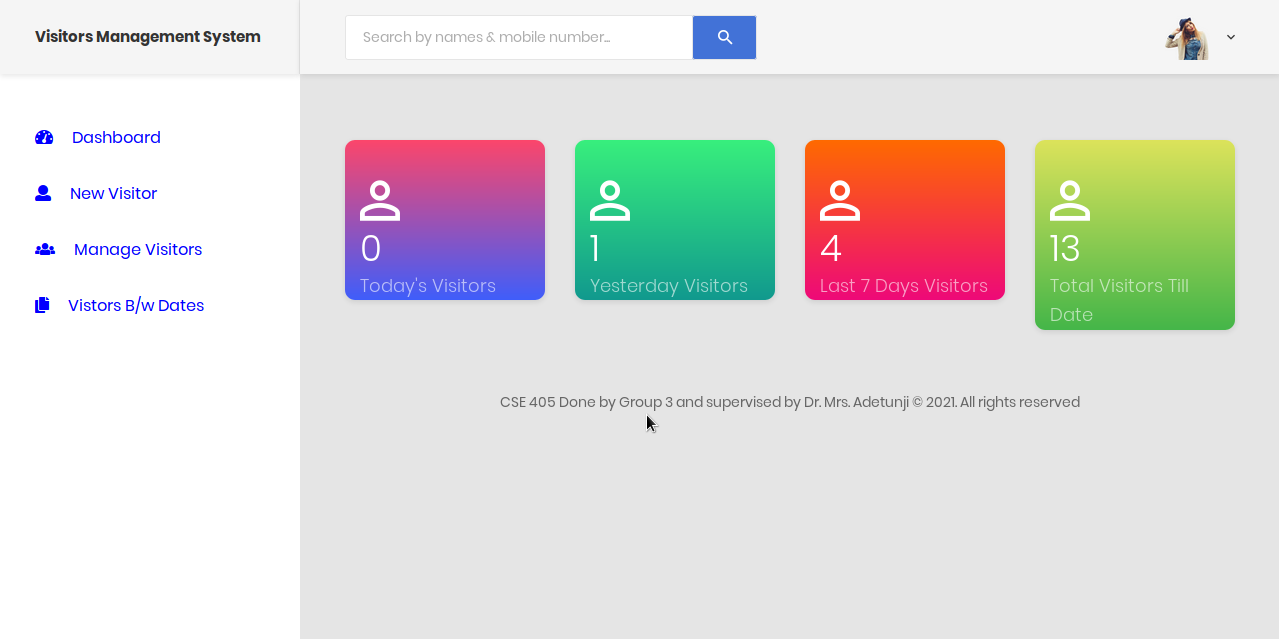 Visitors Management System
Search by names & mobile number...
Dashboard
New Visitor
Manage Visitors
Vistors B/w Dates
0
Today's Visitors
1
Yesterday Visitors
4
Last 7 Days Visitors
13
Total Visitors Till
Date
CSE 405 Done by Group 3 and supervised by Dr. Mrs. Adetunji © 2021. All rights reserved